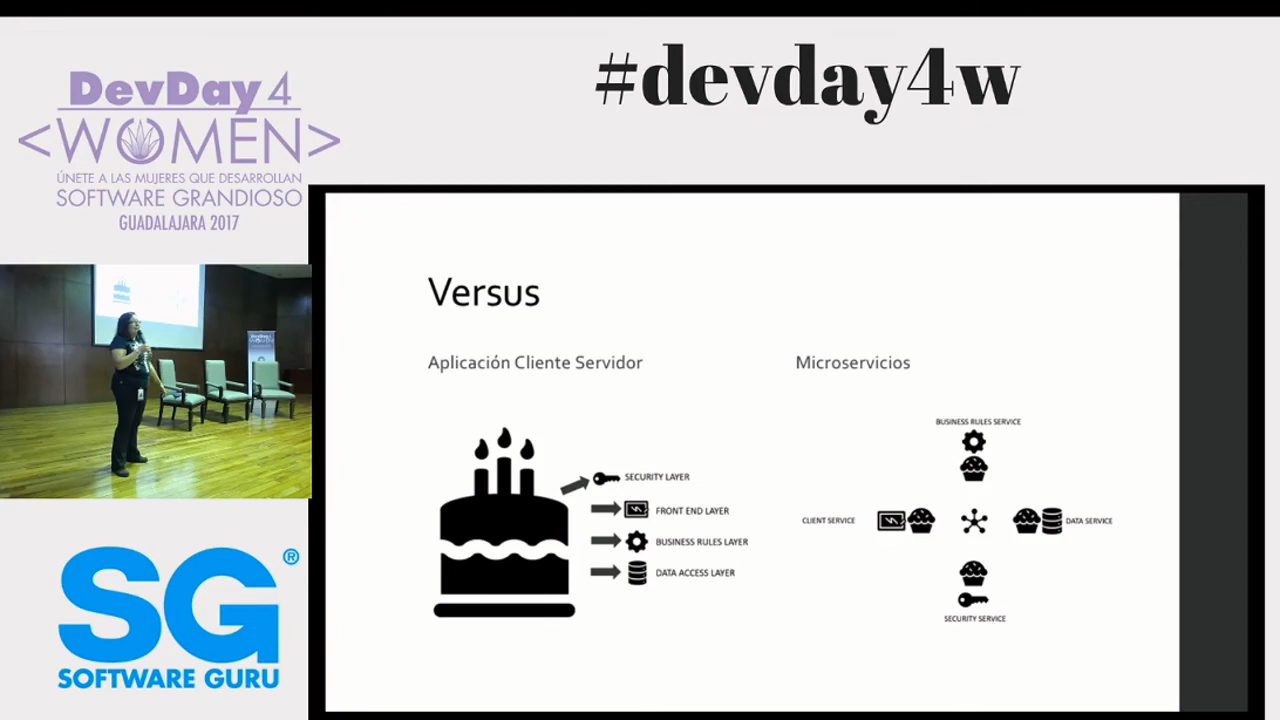 DevDay4
<WOMEN>
ÚNETE A LAS MUJERES QUE DESARROLLAN
SOFTWARE GRANDIOSO
GUADALAJARA 2017
#devday4w
Versus
Aplicación Cliente Servidor
SECURITY LAYER
FRONT END LAYER
BUSINESS RULES LAYER
DATA ACCESS LAYER
Microservicios
BUSINESS RULES SERVICE
CLIENT SERVICE
DATA SERVICE
SECURITY SERVICE
SG®
SOFTWARE GURU